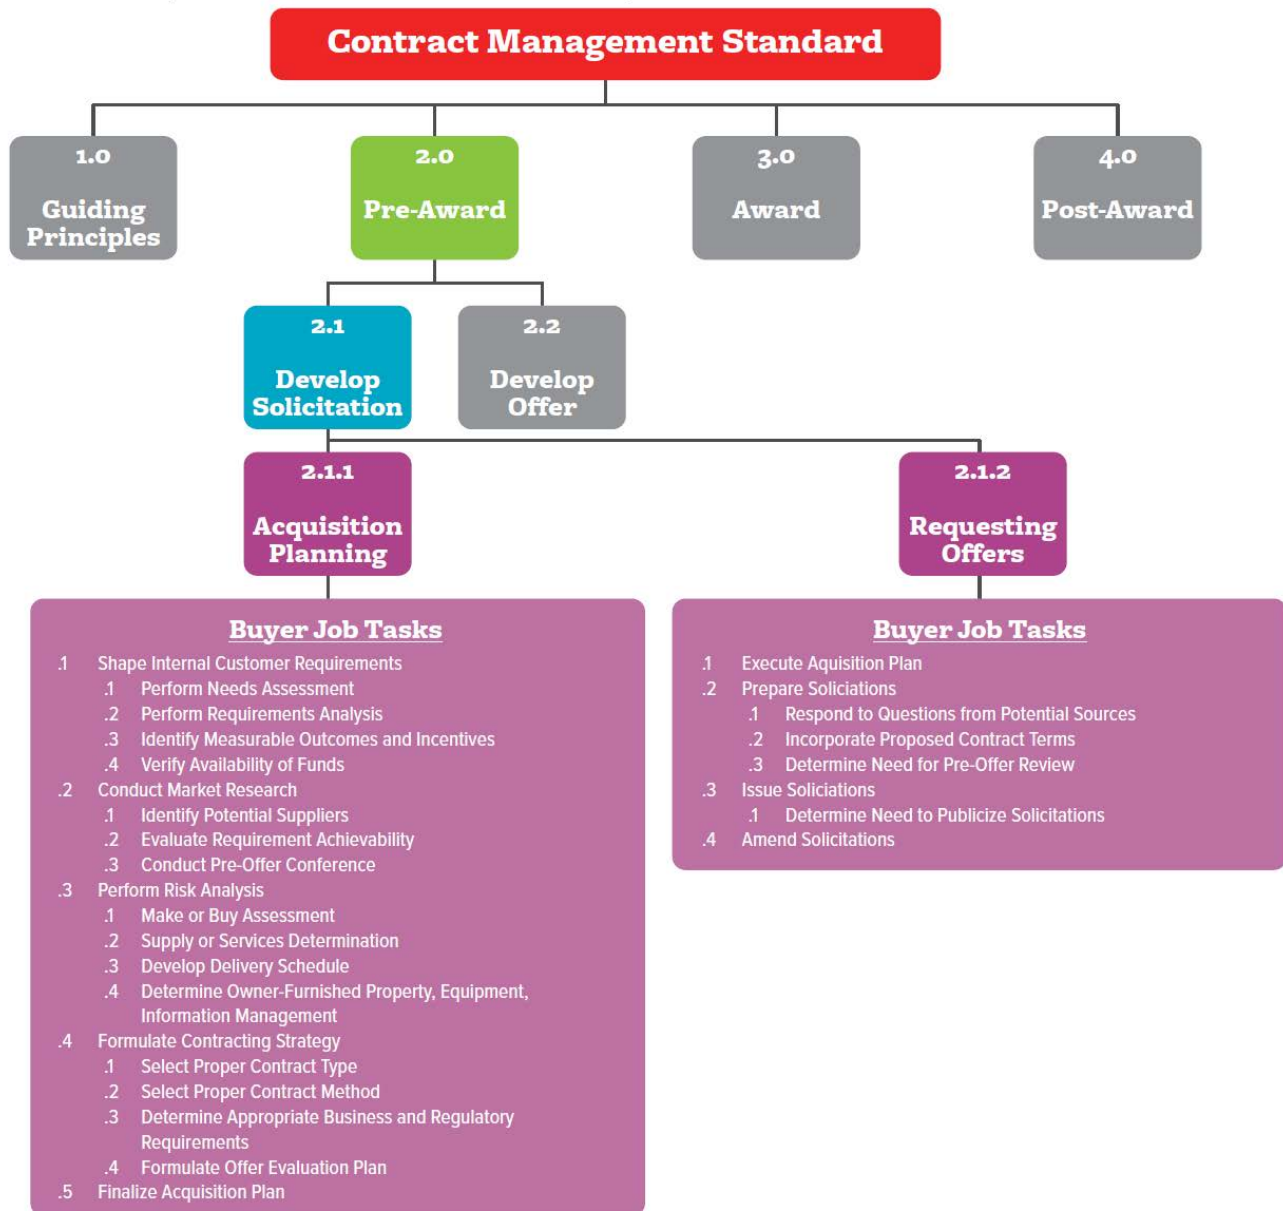 Contract Management Standard
1.0
Guiding
Principles
2.0
Pre-Award
3.0
Award
4.0
Post-Award
2.1
Develop
Solicitation
2.2
Develop
Offer
2.1.1
Acquisition
Planning
2.1.2
Requesting
Offers
Buyer Job Tasks
.1 Shape Internal Customer Requirements
.1 Perform Needs Assessment
.2 Perform Requirements Analysis
.3 Identify Measurable Outcomes and Incentives
.4 Verify Availability of Funds
.2 Conduct Market Research
.1 Identify Potential Suppliers
.2 Evaluate Requirement Achievability
.3 Conduct Pre-Offer Conference
.3 Perform Risk Analysis
.1 Make or Buy Assessment
.2 Supply or Services Determination
.3 Develop Delivery Schedule
.4 Determine Owner-Furnished Property, Equipment,
Information Management
.4 Formulate Contracting Strategy
.1 Select Proper Contract Type
.2 Select Proper Contract Method
.3 Determine Appropriate Business and Regulatory
Requirements
.4 Formulate Offer Evaluation Plan
.5 Finalize Acquisition Plan
Buyer Job Tasks
.1 Execute Aquisition Plan
.2 Prepare Soliciations
.1 Respond to Questions from Potential Sources
.2 Incorporate Proposed Contract Terms
.3 Determine Need for Pre-Offer Review
.3 Issue Soliciations
.1 Determine Need to Publicize Solicitations
.4 Amend Solicitations